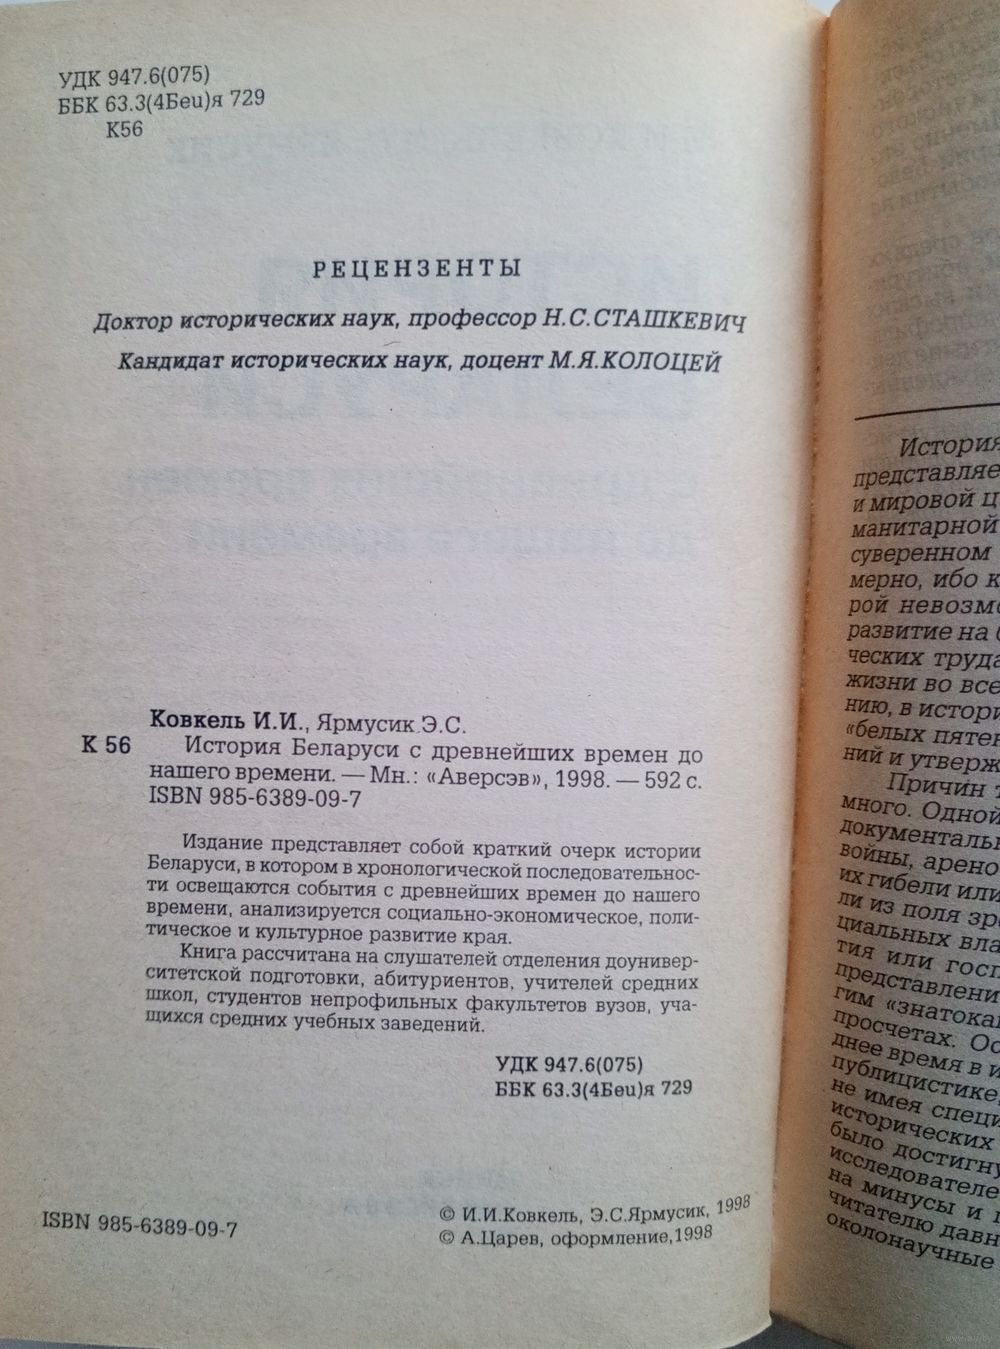 УДК 947.6(075)
ББК 63.3(4Беи)я 729
К56
РЕЦЕНЗЕНТЫ
Доктор исторических наук, профессор Н.С.СТАШКЕВИЧ
Кандидат исторических наук, доцент М.Я.КОЛОЦЕЙ
Ковкель И.И., Ярмусик Э.С.
К 56 История Беларуси с древнейших времен до
нашего времени. — Мн.: «Аверсэв», 1998. — 592 с.
ISBN 985-6389-09-7
Издание представляет собой краткий очерк истории
Беларуси, в котором в хронологической последовательнос-
ти освещаются события с древнейших времен до нашего
времени, анализируется социально-экономическое, поли-
тическое и культурное развитие края.
Книга рассчитана на слушателей отделения доунивер-
ситетской подготовки, абитуриентов, учителей средних
школ, студентов непрофильных факультетов вузов, уча-
щихся средних учебных заведений.
УДК 947.6(075)
ББК 63.3(4Беи)я 729
ISBN 985-6389-09-7
© И.И.Ковкель, Э.С.Ярмусик, 1998
© А.Царев, оформление,1998
История
представляе
и мировой ц
манитарной
суверенном
мерно, ибо к
рой невозмо
развитие на
ческих труда
жизни во все
нию, в истори
«белых пятен
ний и утверж
Причин т
много. Одной
документальн
войны, арено
их гибели или
ли из поля зр
циальных вла
тия или госп
представлени
гим «знатока
просчетах. Ос
днее время в и
публицистике,
не имея специ
исторических
было достигну
исследователе
на минусы и п
читателю давн
околонаучные